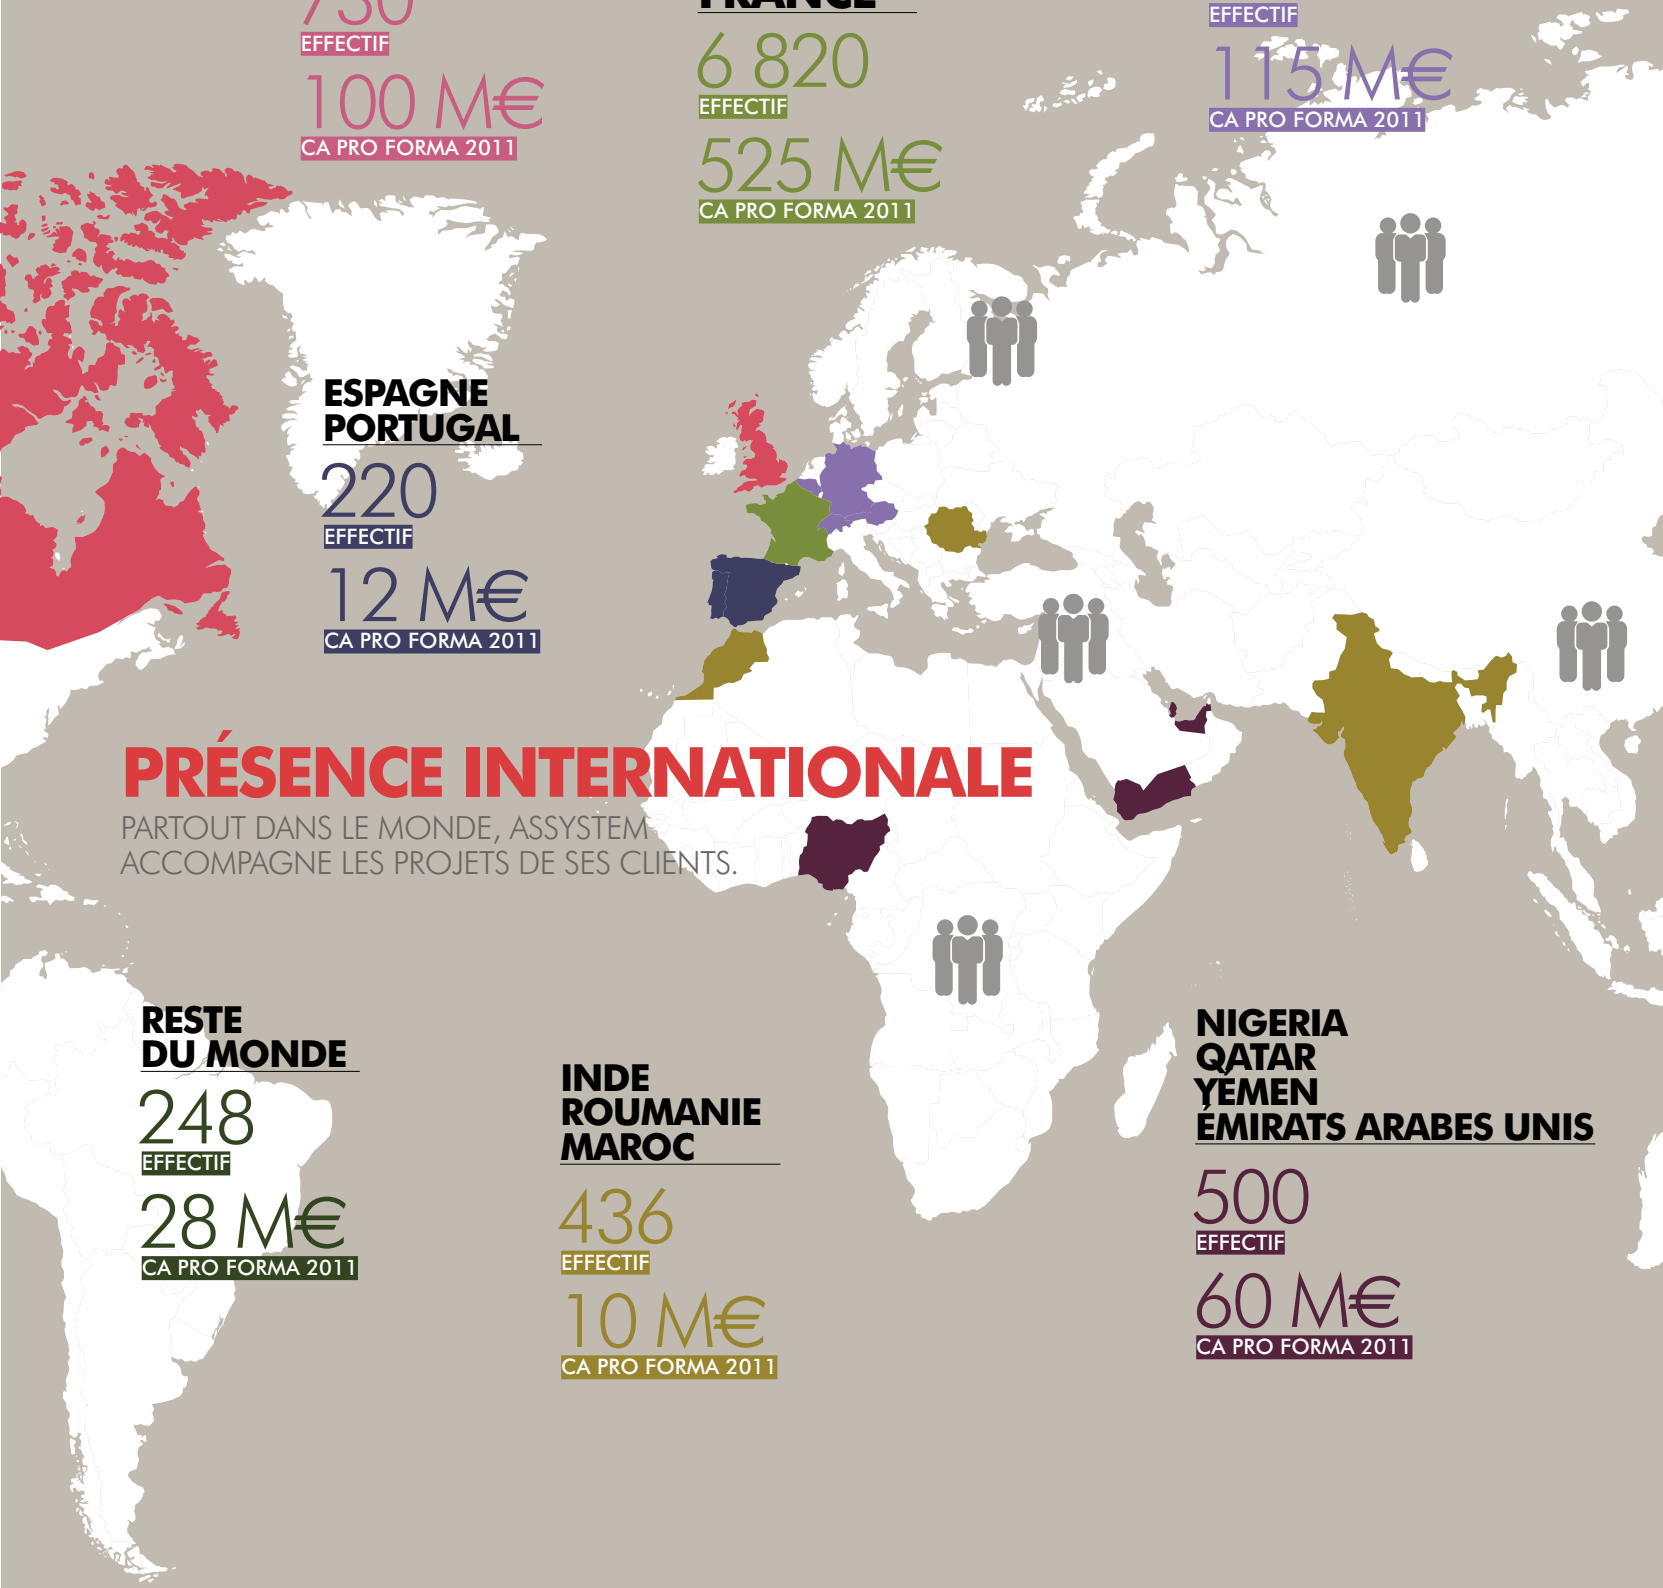 730
EFFECTIF
100 M€
CA PRO FORMA 2011
FRANCE
6 820
EFFECTIF
525 M€
CA PRO FORMA 2011
EFFECTIF
115 M€
CA PRO FORMA 2011
ESPAGNE
PORTUGAL
220
EFFECTIF
12 M€
CA PRO FORMA 2011
PRÉSENCE INTERNATIONALE
PARTOUT DANS LE MONDE, ASSYSTEM
ACCOMPAGNE LES PROJETS DE SES CLIENTS.
RESTE
DU MONDE
248
EFFECTIF
28 M€
CA PRO FORMA 2011
INDE
ROUMANIE
MAROC
436
EFFECTIF
10 M€
CA PRO FORMA 2011
NIGERIA
QATAR
YÉMEN
ÉMIRATS ARABES UNIS
500
EFFECTIF
60 M€
CA PRO FORMA 2011